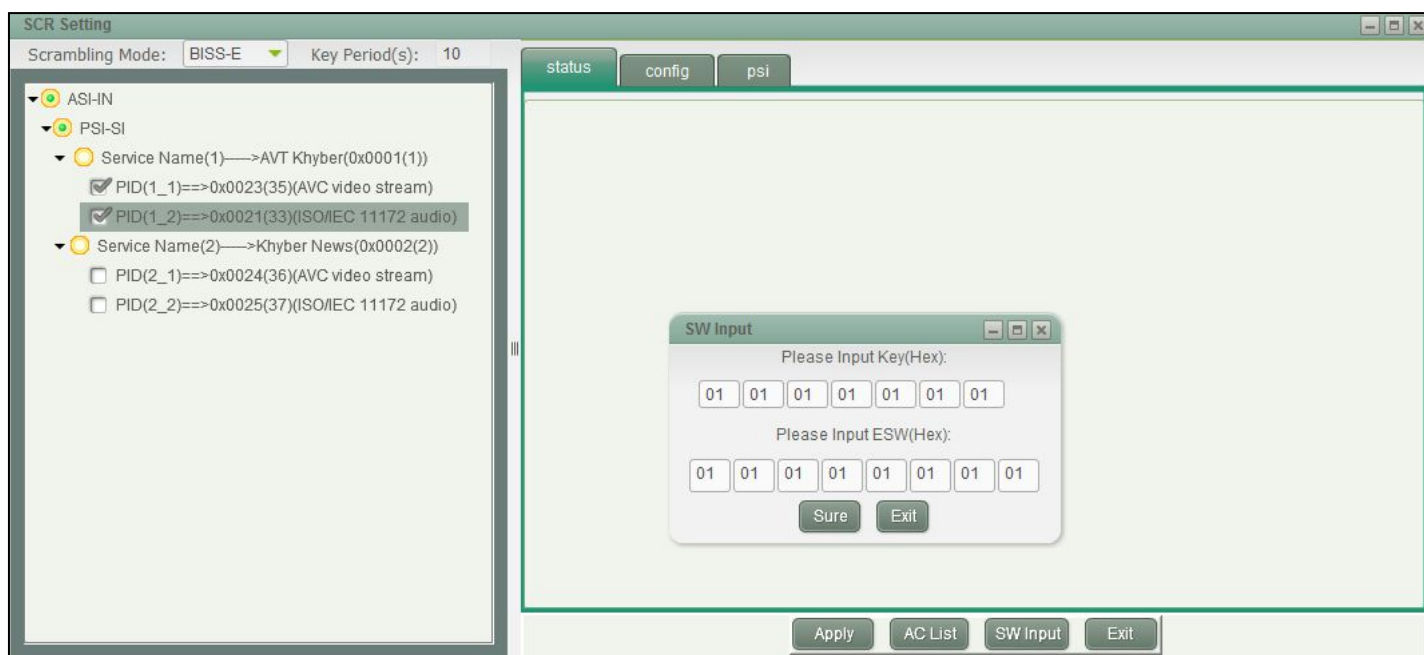 SCR Setting
Scrambling Mode: BISS-E Key Period(s): 10
ASI-IN
PSI-SI
Service Name(1)----->AVT Khyber(0x0001(1))
PID(1_1)==>0x0023(35)(AVC video stream)
PID(1_2)==>0x0021(33)(ISO/IEC 11172 audio)
Service Name(2)----->Khyber News(0x0002(2))
PID(2_1)==>0x0024(36)(AVC video stream)
PID(2_2)==>0x0025(37)(ISO/IEC 11172 audio)
status config psi
SW Input
Please Input Key(Hex):
01 01 01 01 01 01 01
Please Input ESW(Hex):
01 01 01 01 01 01 01 01
Sure Exit
Apply AC List SW Input Exit